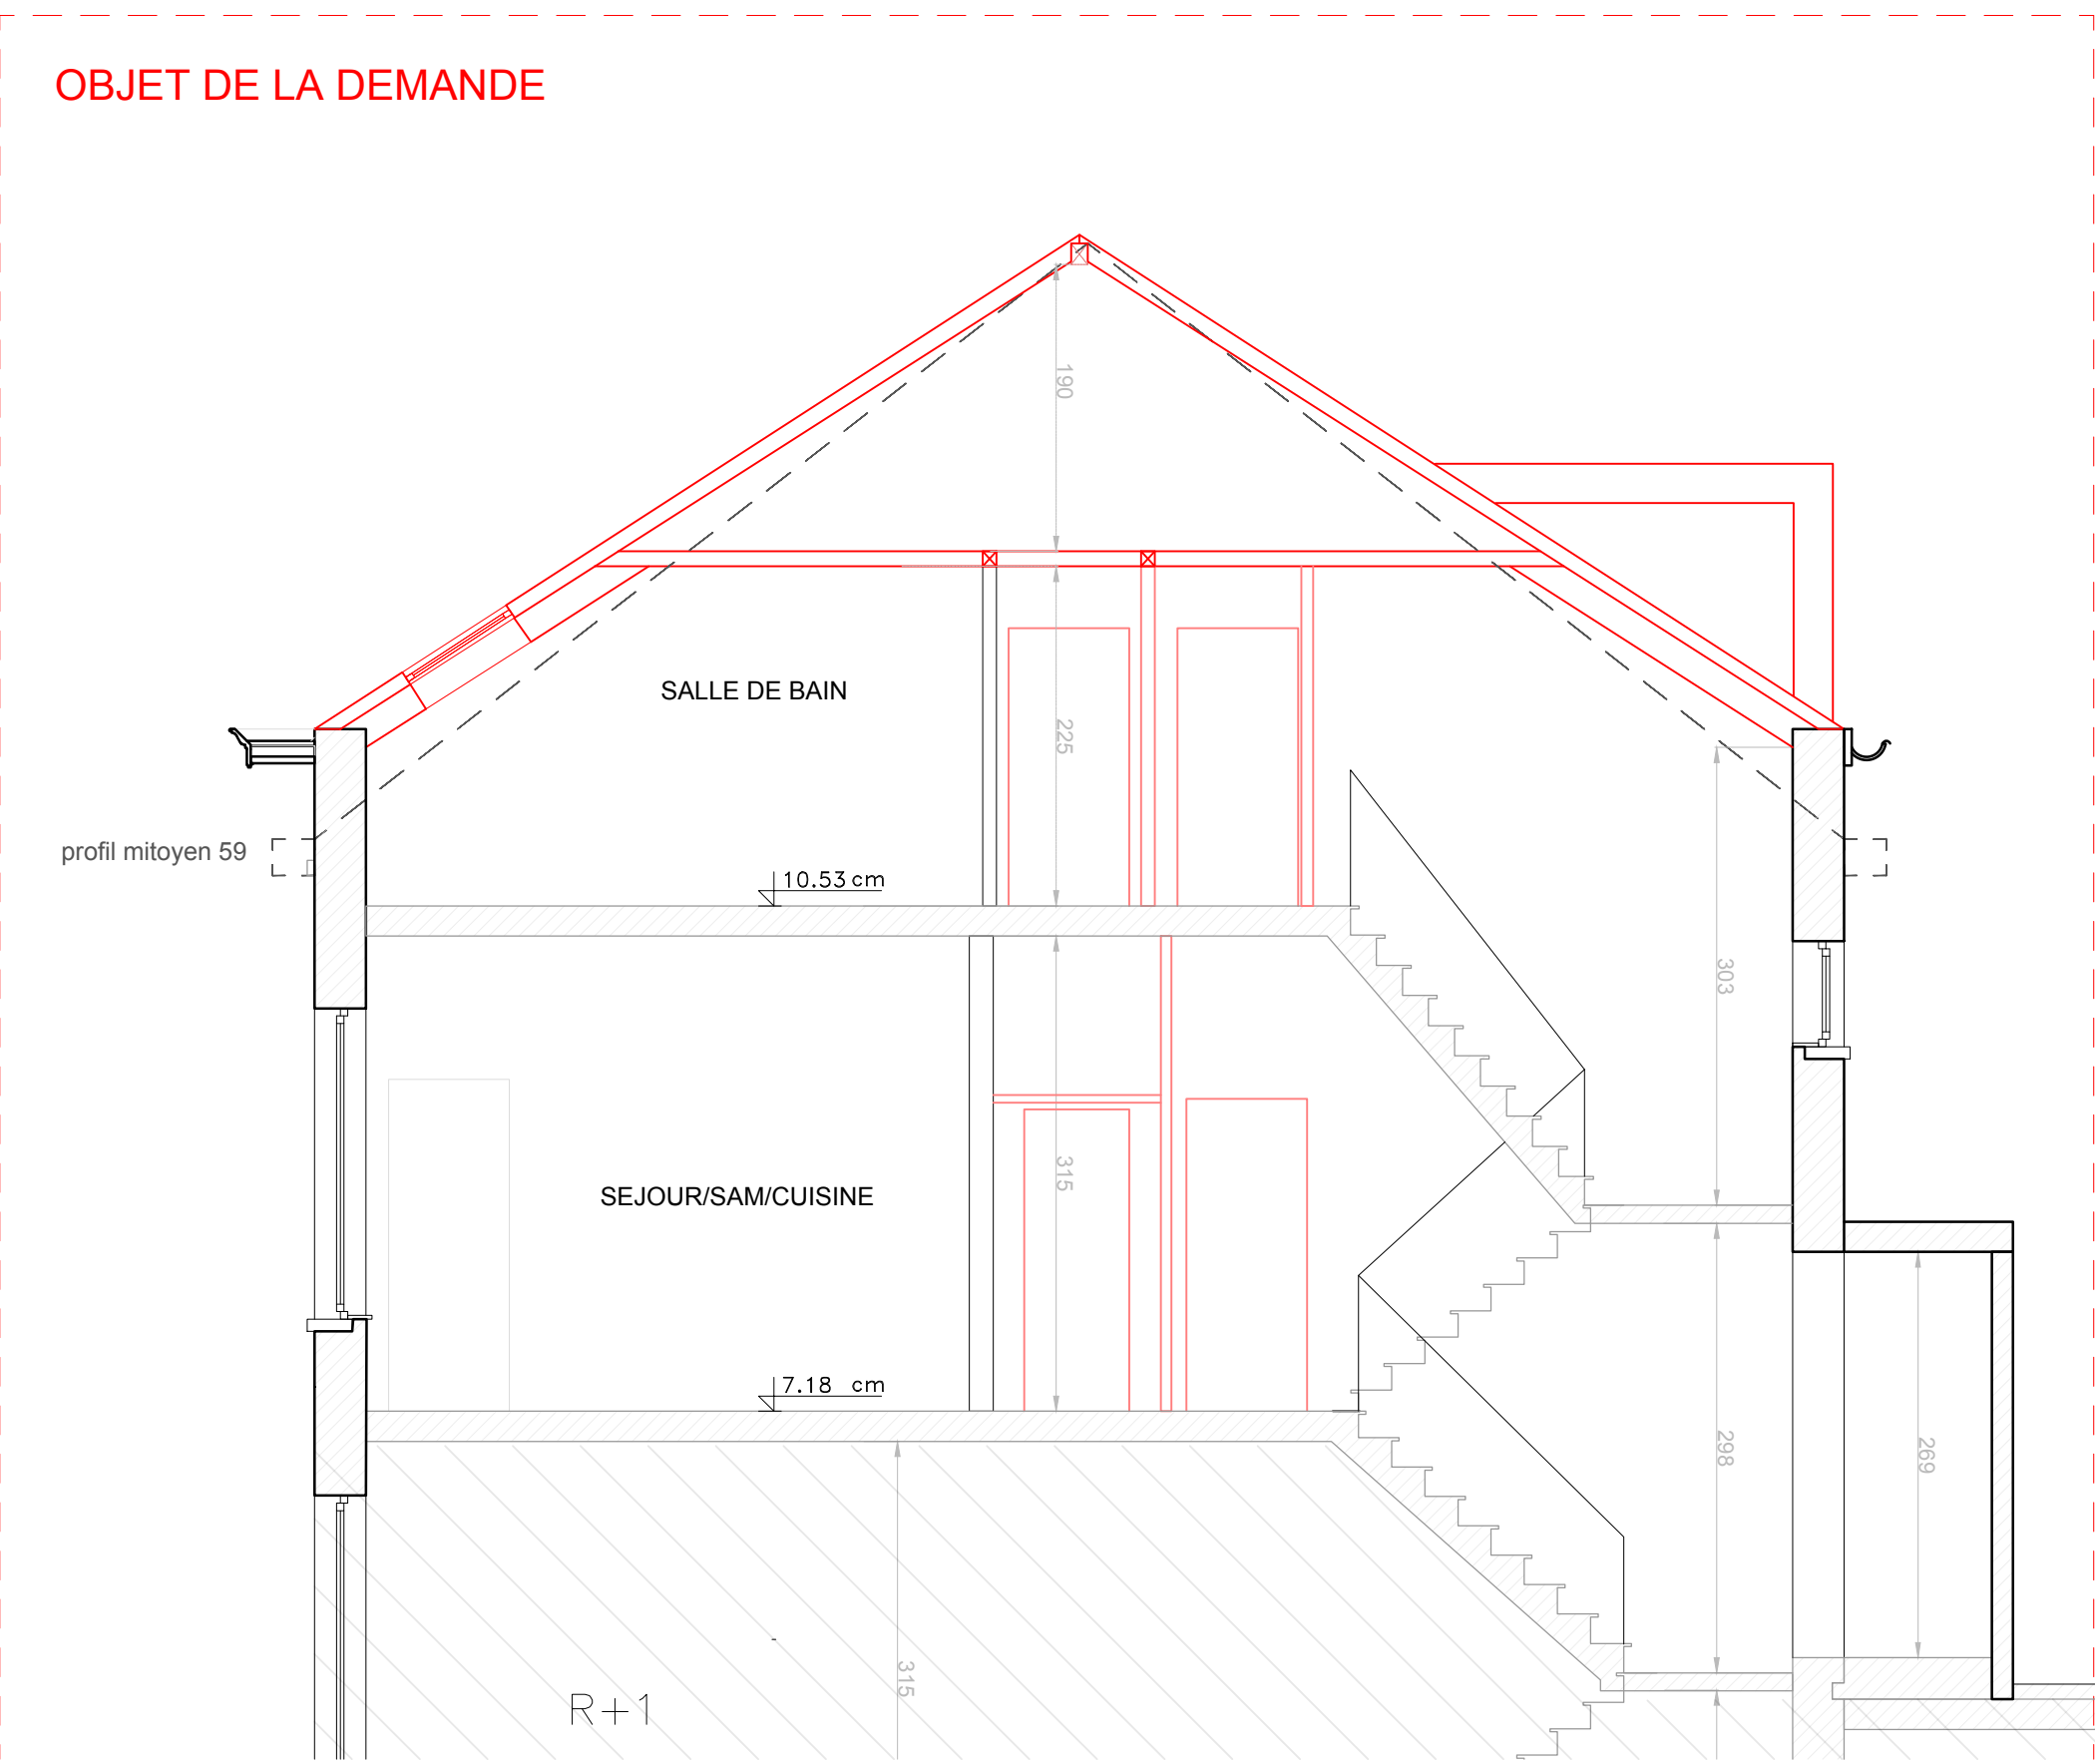 OBJET DE LA DEMANDE
190
SALLE DE BAIN
225
profil mitoyen 59
10.53 cm
303
315
SEJOUR/SAM/CUISINE
7.18 cm
298
269
315
R+1